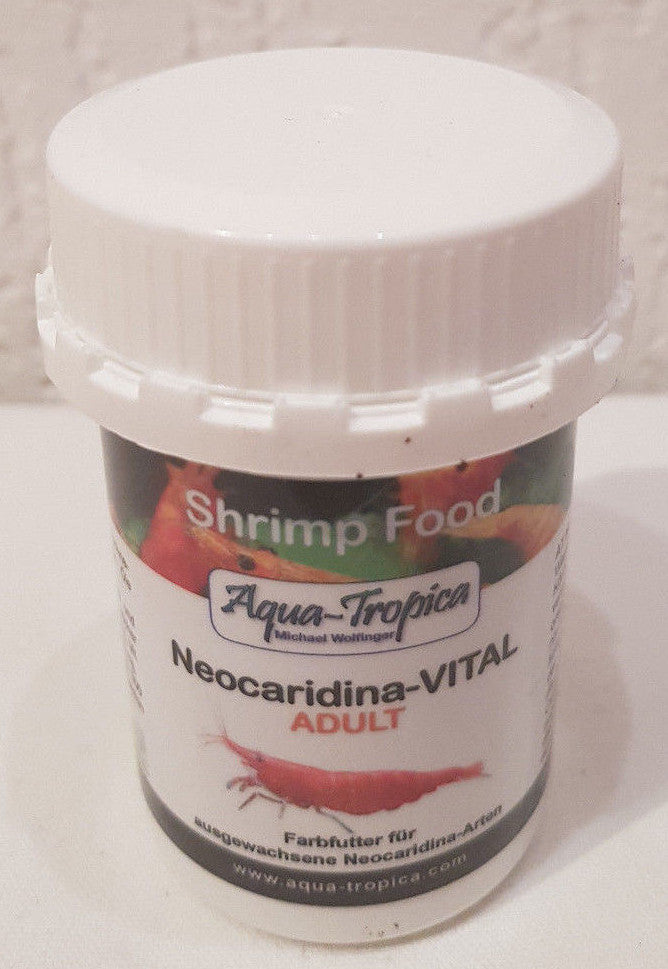 Shrimp Food
Aqua-Tropica
Michael Wolfinger
Neocaridina-VITAL
ADULT
Farbfutter für
ausgewachsene Neocaridina-Arten
www.aqua-tropica.com